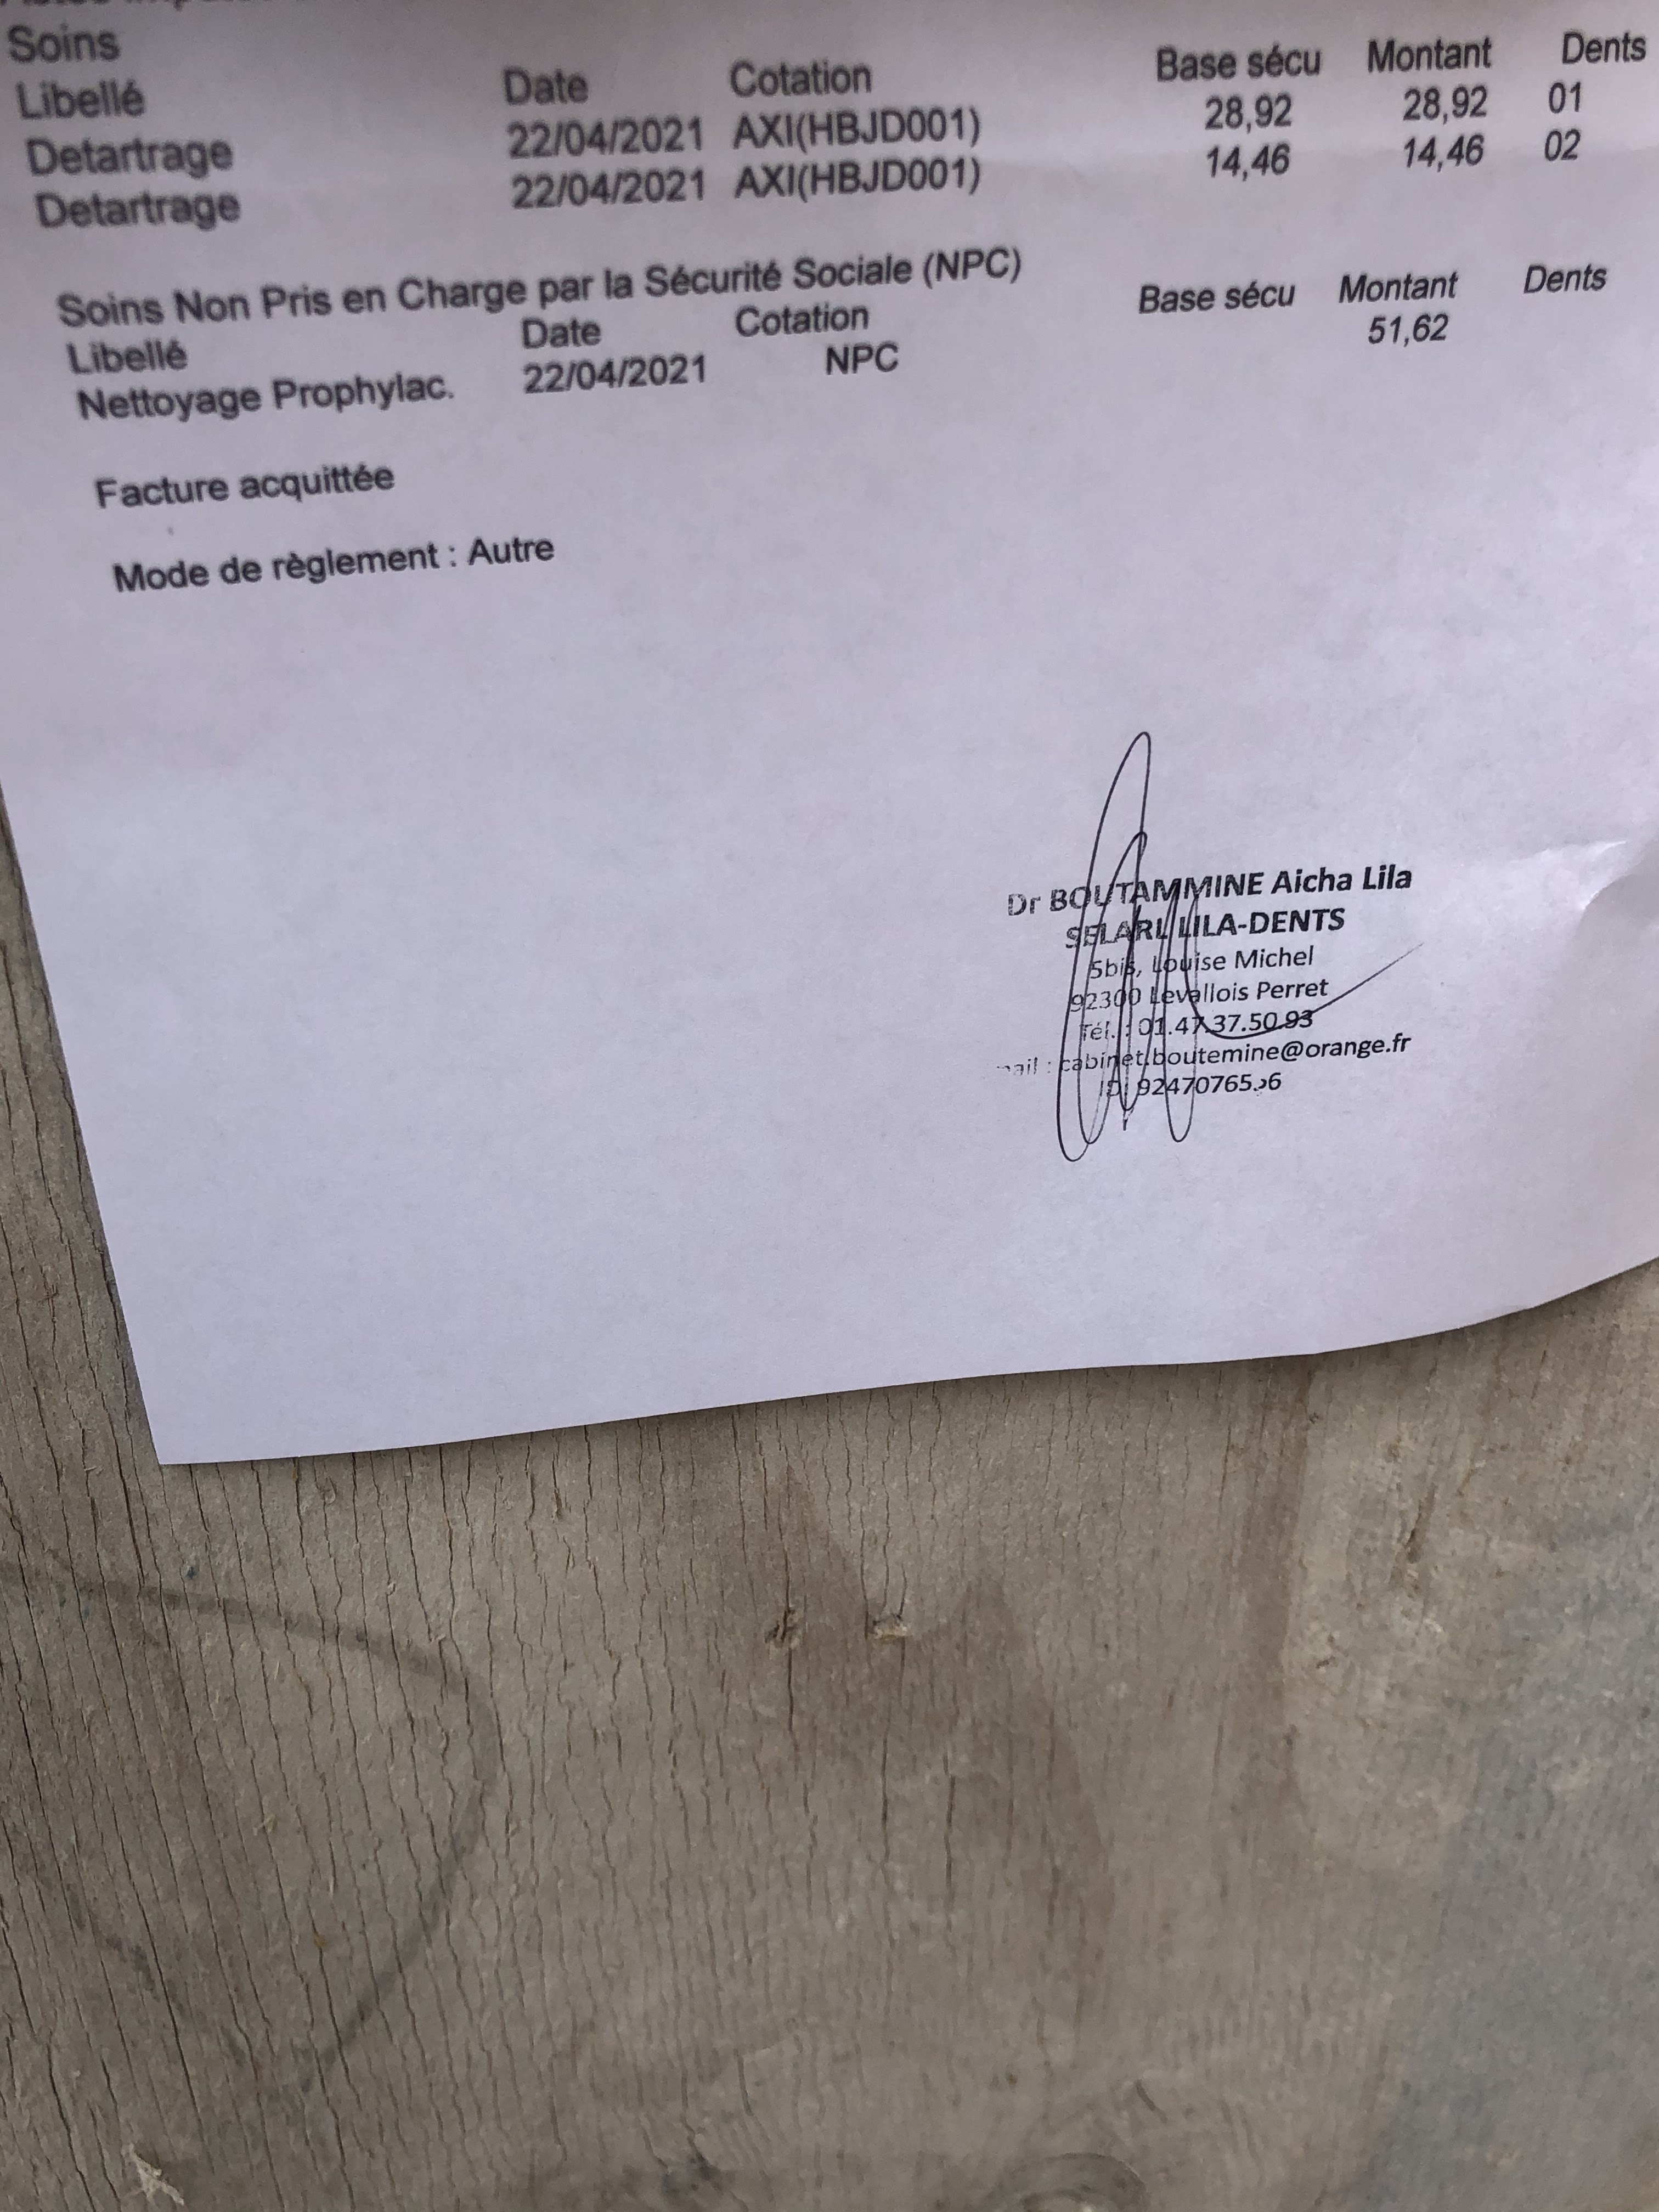 Soins
Libellé Date Cotation Base sécu Montant Dents
Detartrage 22/04/2021 AXI(HBJD001) 28,92 28,92 01
Detartrage 22/04/2021 AXI(HBJD001) 14,46 14,46 02
Soins Non Pris en Charge par la Sécurité Sociale (NPC)
Libellé Date Cotation Base sécu Montant Dents
Nettoyage Prophylac. 22/04/2021 NPC 51,62
Facture acquittée
Mode de règlement : Autre
Dr BOUTAMMINE Aicha Lila
SELARL LILA-DENTS
5bis, Louise Michel
92300 Levallois Perret
Tél. : 01.47.37.50.93
: cabinet.boutemine@orange.fr